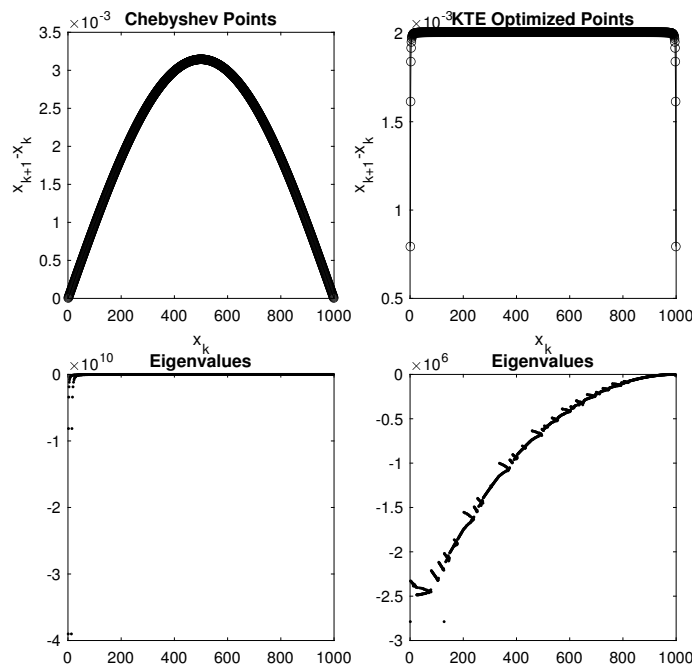 Chebyshev Points
×10^-3
3.5
3
2.5
2
1.5
1
0.5
0
x_{k+1}-x_k
0 200 400 600 800 1000
x_k
KTE Optimized Points
×10^-3
2
1.5
1
0.5
x_{k+1}-x_k
0 200 400 600 800 1000
x_k
Eigenvalues
×10^10
0
-1
-2
-3
-4
0 200 400 600 800 1000
Eigenvalues
×10^6
0
-0.5
-1
-1.5
-2
-2.5
-3
0 200 400 600 800 1000